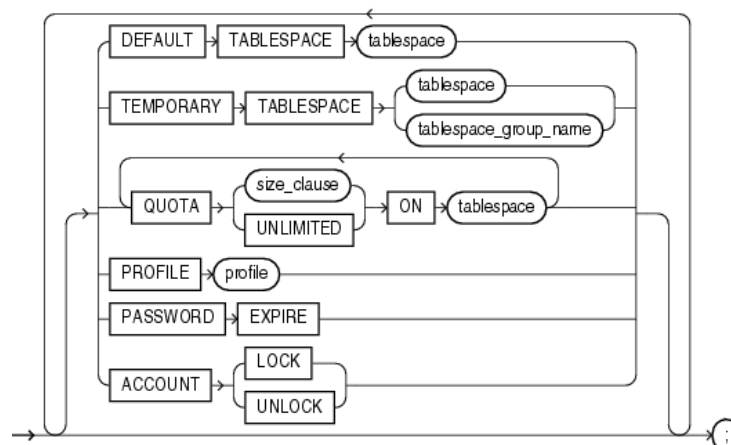 DEFAULT TABLESPACE tablespace
TEMPORARY TABLESPACE tablespace
tablespace_group_name
QUOTA size_clause
UNLIMITED ON tablespace
PROFILE profile
PASSWORD EXPIRE
ACCOUNT LOCK
UNLOCK
;